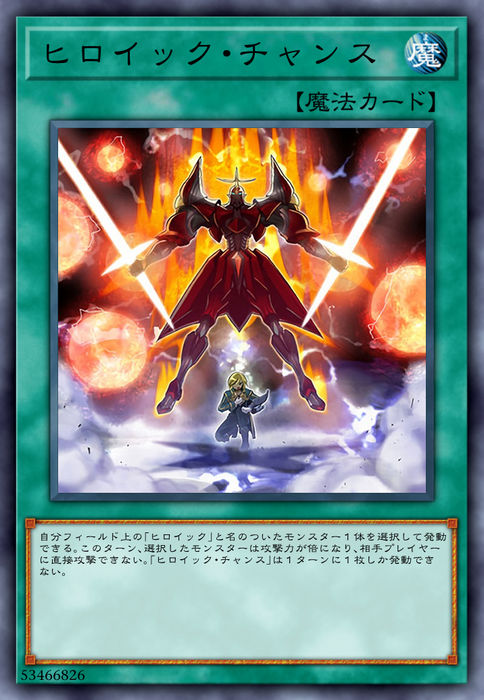 ヒロイック・チャンス
魔
【魔法カード】
自分フィールド上の「ヒロイック」と名のついたモンスター１体を選択して発動
できる。このターン、選択したモンスターは攻撃力が倍になり、相手プレイヤー
に直接攻撃できない。「ヒロイック・チャンス」は１ターンに１枚しか発動でき
ない。
53466826